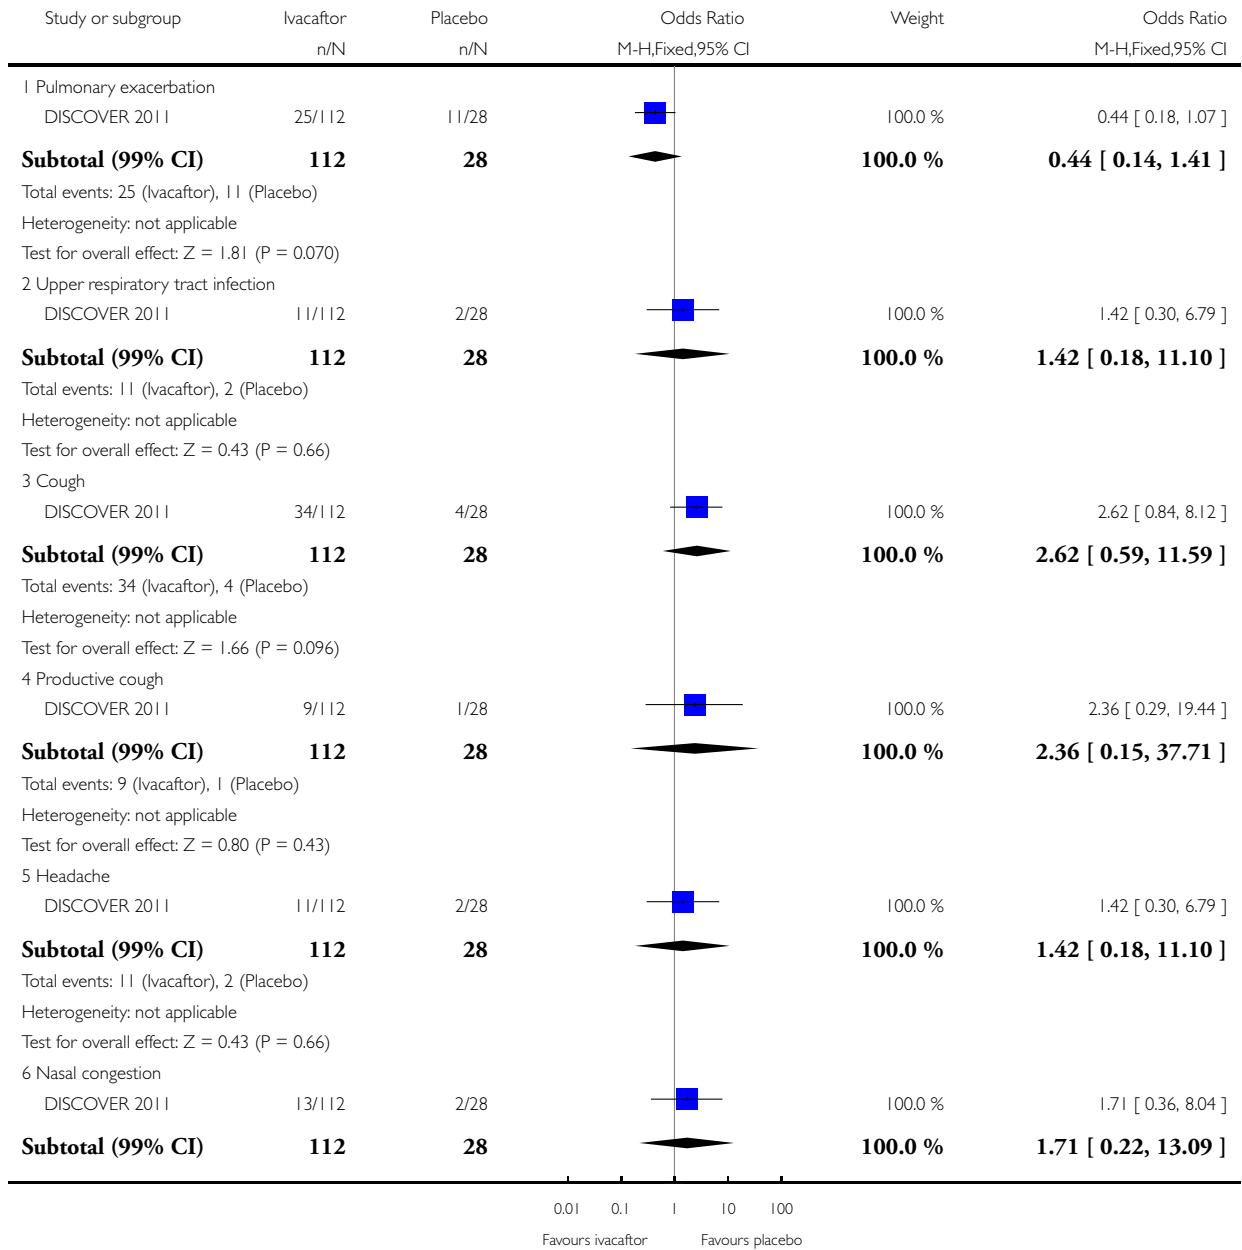 Study or subgroup Ivacaftor Placebo Odds Ratio Weight Odds Ratio
n/N n/N M-H,Fixed,95% CI M-H,Fixed,95% CI
1 Pulmonary exacerbation
DISCOVER 2011 25/112 11/28 100.0 % 0.44 [ 0.18, 1.07 ]
Subtotal (99% CI) 112 28 100.0 % 0.44 [ 0.14, 1.41 ]
Total events: 25 (Ivacaftor), 11 (Placebo)
Heterogeneity: not applicable
Test for overall effect: Z = 1.81 (P = 0.070)
2 Upper respiratory tract infection
DISCOVER 2011 11/112 2/28 100.0 % 1.42 [ 0.30, 6.79 ]
Subtotal (99% CI) 112 28 100.0 % 1.42 [ 0.18, 11.10 ]
Total events: 11 (Ivacaftor), 2 (Placebo)
Heterogeneity: not applicable
Test for overall effect: Z = 0.43 (P = 0.66)
3 Cough
DISCOVER 2011 34/112 4/28 100.0 % 2.62 [ 0.84, 8.12 ]
Subtotal (99% CI) 112 28 100.0 % 2.62 [ 0.59, 11.59 ]
Total events: 34 (Ivacaftor), 4 (Placebo)
Heterogeneity: not applicable
Test for overall effect: Z = 1.66 (P = 0.096)
4 Productive cough
DISCOVER 2011 9/112 1/28 100.0 % 2.36 [ 0.29, 19.44 ]
Subtotal (99% CI) 112 28 100.0 % 2.36 [ 0.15, 37.71 ]
Total events: 9 (Ivacaftor), 1 (Placebo)
Heterogeneity: not applicable
Test for overall effect: Z = 0.80 (P = 0.43)
5 Headache
DISCOVER 2011 11/112 2/28 100.0 % 1.42 [ 0.30, 6.79 ]
Subtotal (99% CI) 112 28 100.0 % 1.42 [ 0.18, 11.10 ]
Total events: 11 (Ivacaftor), 2 (Placebo)
Heterogeneity: not applicable
Test for overall effect: Z = 0.43 (P = 0.66)
6 Nasal congestion
DISCOVER 2011 13/112 2/28 100.0 % 1.71 [ 0.36, 8.04 ]
Subtotal (99% CI) 112 28 100.0 % 1.71 [ 0.22, 13.09 ]
0.01 0.1 1 10 100
Favours ivacaftor Favours placebo